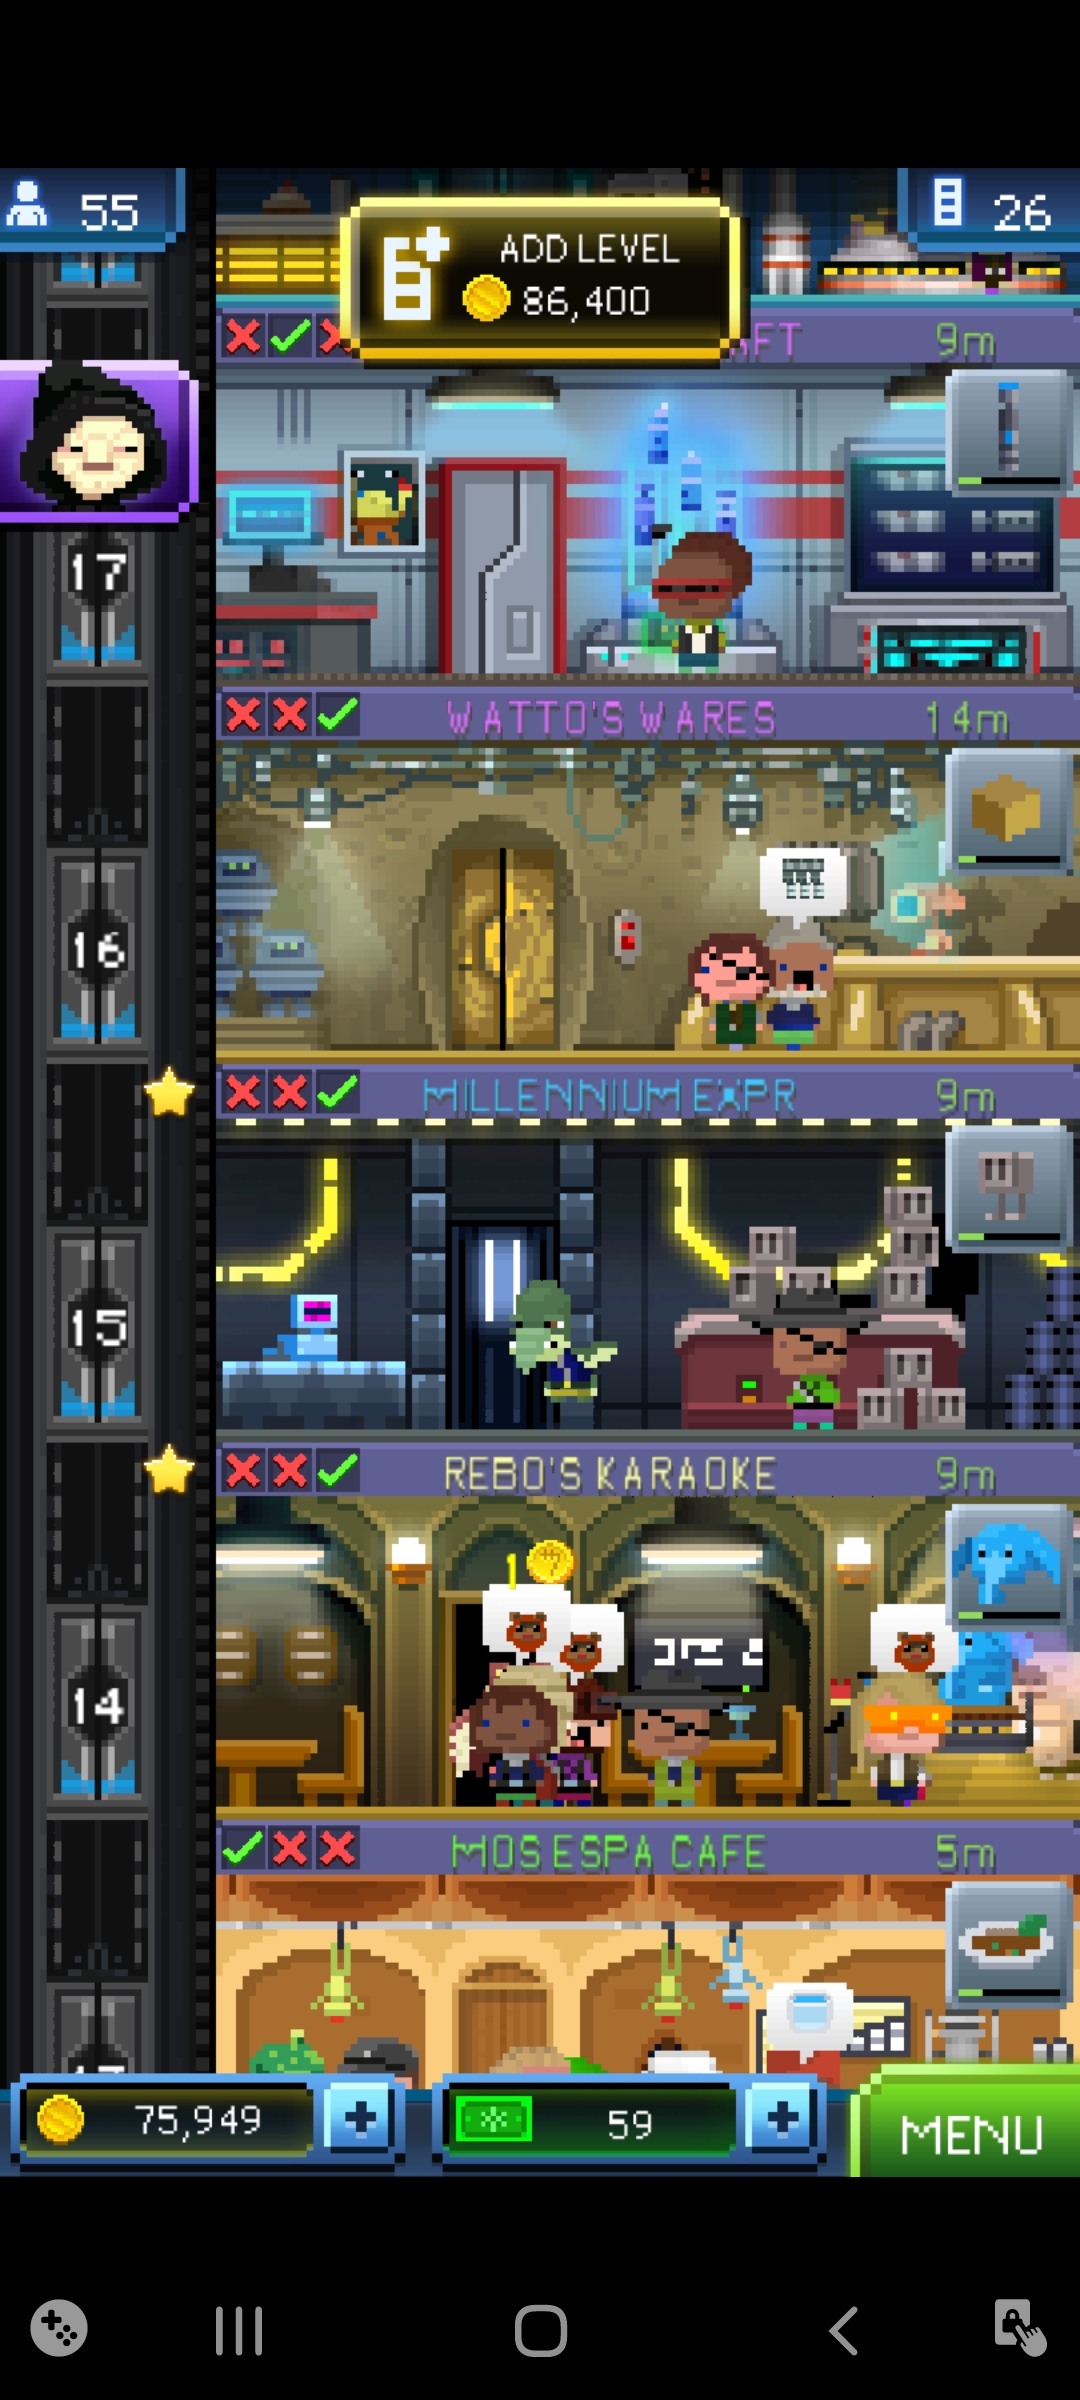 55
ADD LEVEL
86,400
26
9m
17
WATTO'S WARES
14m
16
MILLENNIUM EXPR
9m
15
REBO'S KARAOKE
9m
1
14
MOS ESPA CAFE
5m
75,949
59
MENU